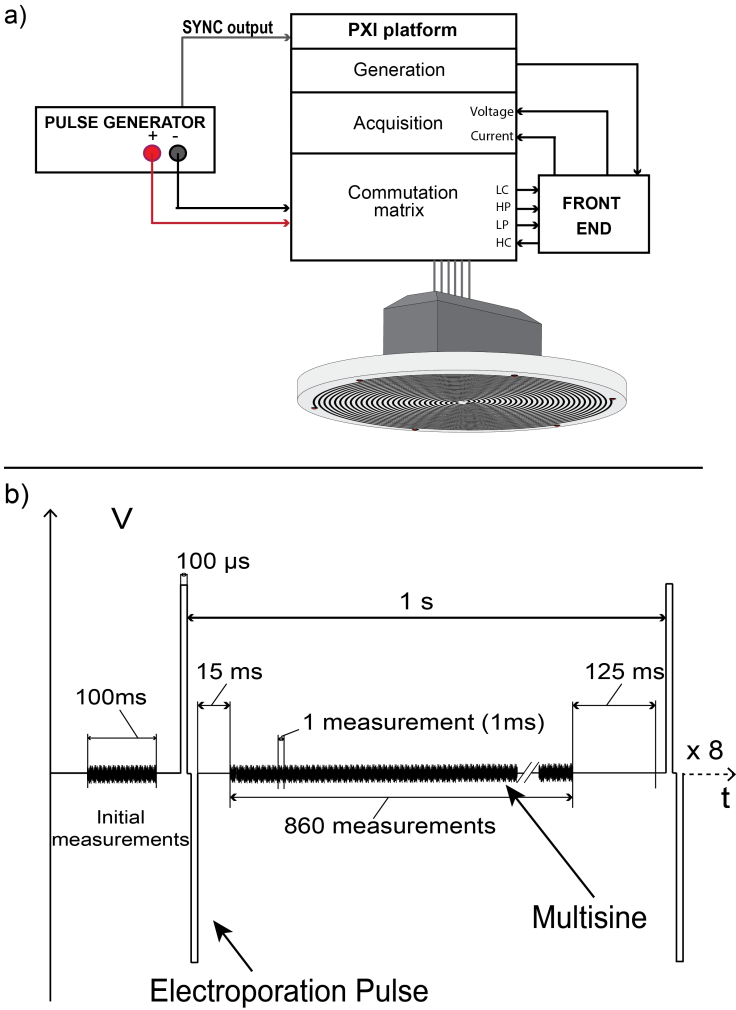 a)
SYNC output
PXI platform
Generation
PULSE GENERATOR
+ -
Acquisition
Voltage
Current
Commutation
matrix
LC
HP
LP
HC
FRONT
END
b)
V
100 µs
1 s
15 ms
125 ms
100ms
1 measurement (1ms)
x 8
t
Initial
measurements
860 measurements
Multisine
Electroporation Pulse